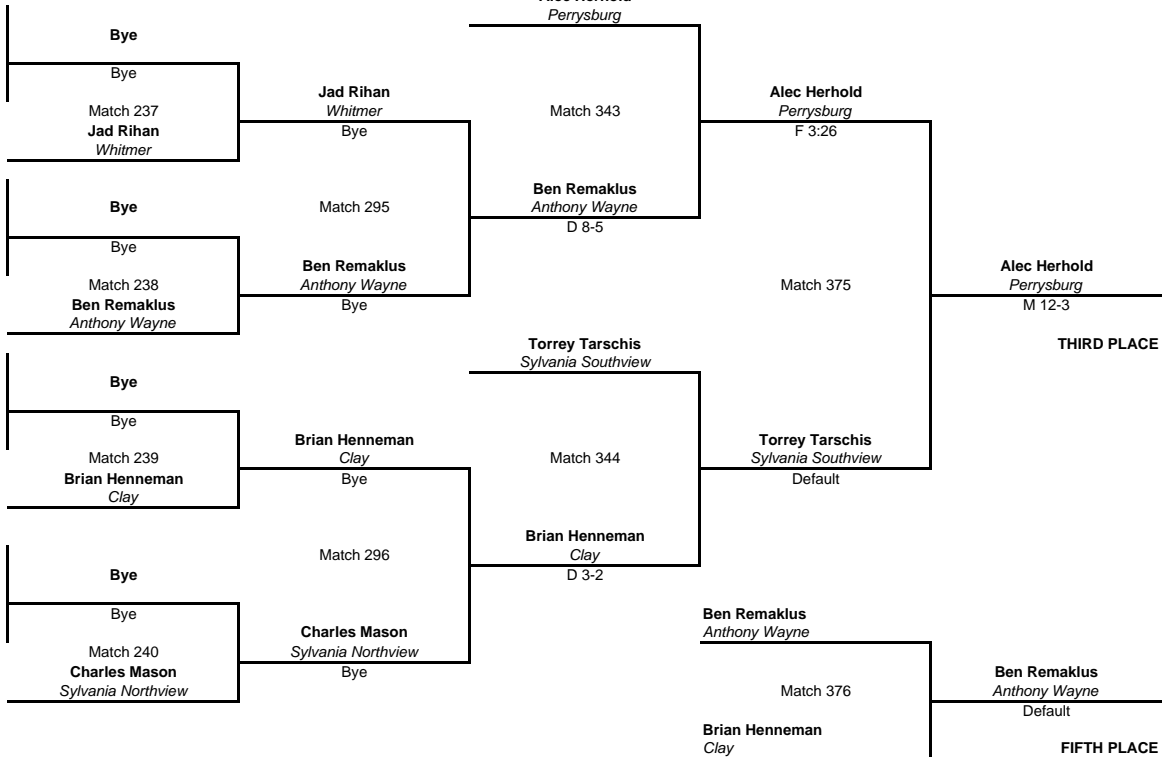 Bye
Bye
Match 237
Jad Rihan
Whitmer
Bye
Bye
Match 238
Ben Remaklus
Anthony Wayne
Bye
Bye
Match 239
Brian Henneman
Clay
Bye
Bye
Match 240
Charles Mason
Sylvania Northview
Jad Rihan
Whitmer
Bye
Match 295
Ben Remaklus
Anthony Wayne
Bye
Brian Henneman
Clay
Bye
Match 296
Charles Mason
Sylvania Northview
Bye
Alec Herhold
Perrysburg
Match 343
Ben Remaklus
Anthony Wayne
D 8-5
Torrey Tarschis
Sylvania Southview
Match 344
Brian Henneman
Clay
D 3-2
Alec Herhold
Perrysburg
F 3:26
Match 375
Torrey Tarschis
Sylvania Southview
Default
Alec Herhold
Perrysburg
M 12-3
THIRD PLACE
Ben Remaklus
Anthony Wayne
Match 376
Brian Henneman
Clay
Ben Remaklus
Anthony Wayne
Default
FIFTH PLACE